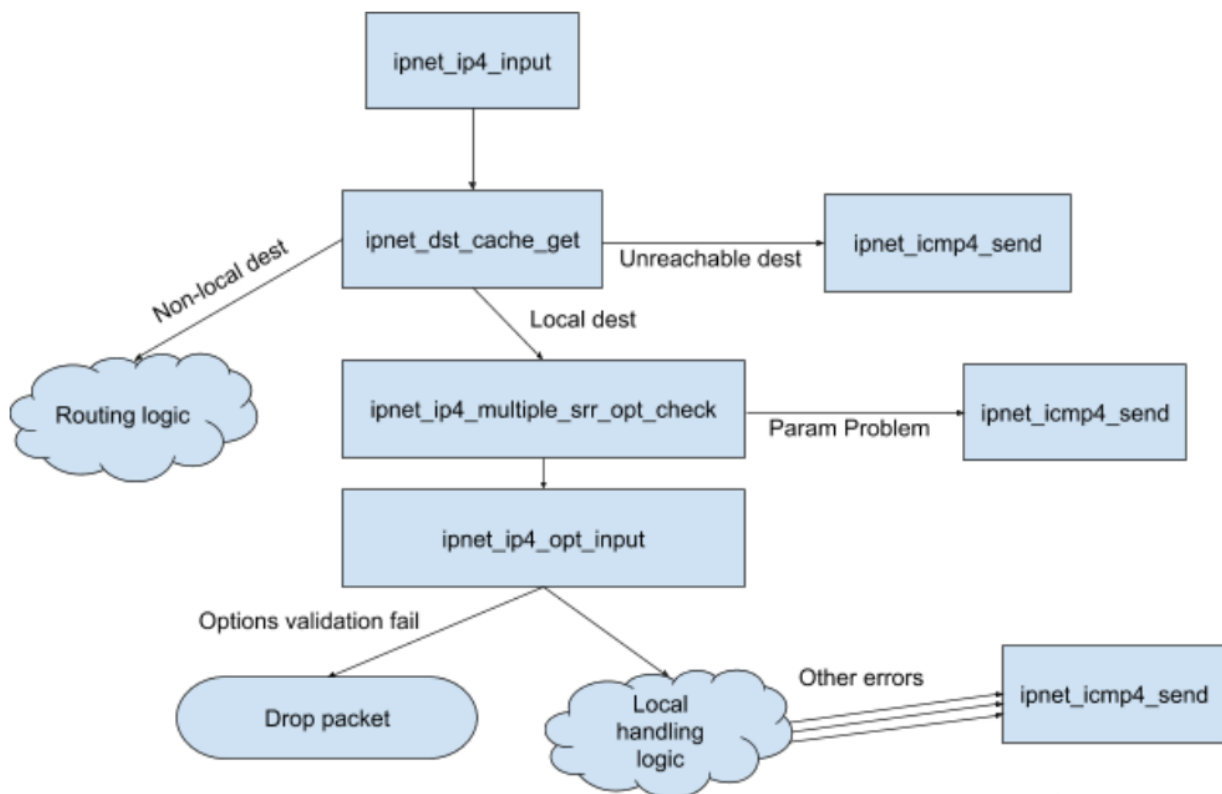 ipnet_ip4_input
ipnet_dst_cache_get
Unreachable dest
ipnet_icmp4_send
Non-local dest
Local dest
Routing logic
ipnet_ip4_multiple_srr_opt_check
Param Problem
ipnet_icmp4_send
ipnet_ip4_opt_input
Options validation fail
Drop packet
Local
handling
logic
Other errors
ipnet_icmp4_send